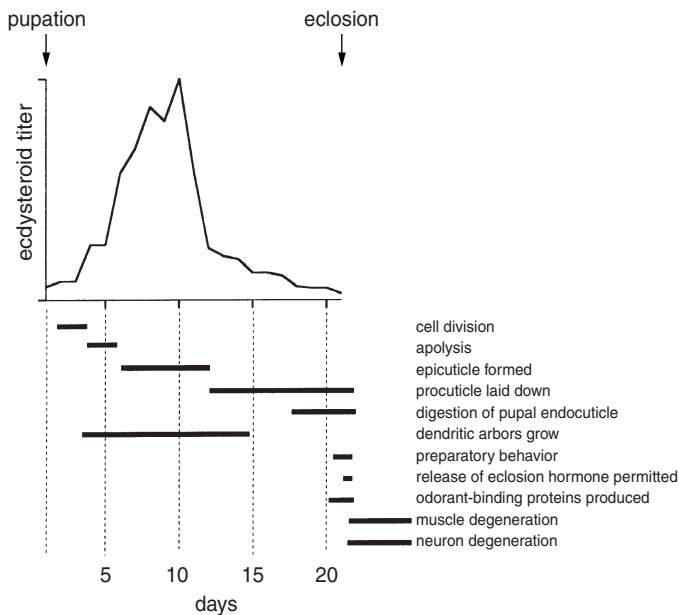 pupation
eclosion
ecdysteroid titer
cell division
apolysis
epicuticle formed
procuticle laid down
digestion of pupal endocuticle
dendritic arbors grow
preparatory behavior
release of eclosion hormone permitted
odorant-binding proteins produced
muscle degeneration
neuron degeneration
5 10 15 20
days